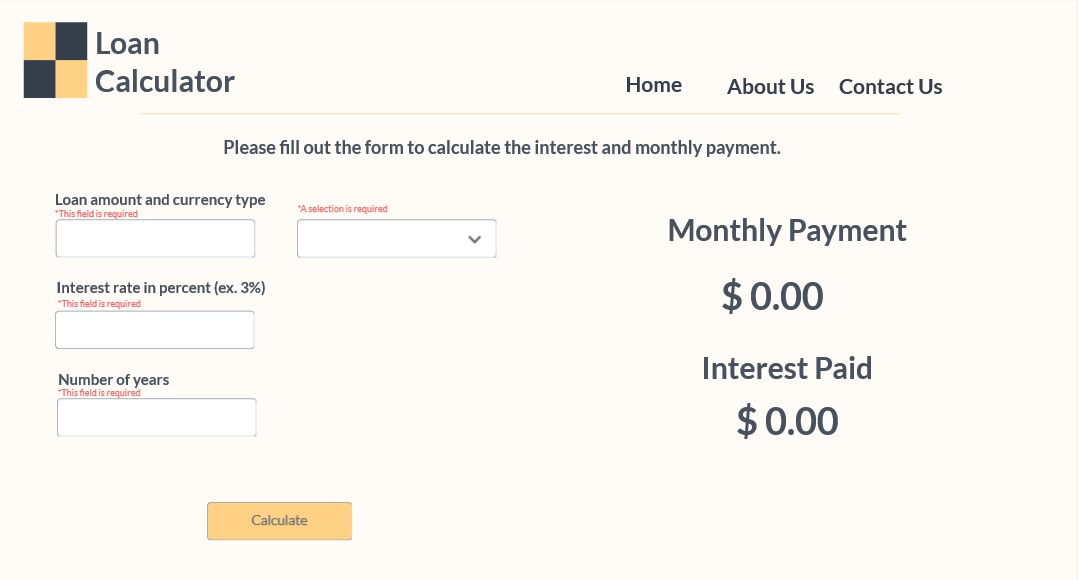 Loan
Calculator
Home About Us Contact Us
Please fill out the form to calculate the interest and monthly payment.
Loan amount and currency type
*This field is required
*A selection is required
Interest rate in percent (ex. 3%)
*This field is required
Number of years
*This field is required
Calculate
Monthly Payment
$ 0.00
Interest Paid
$ 0.00